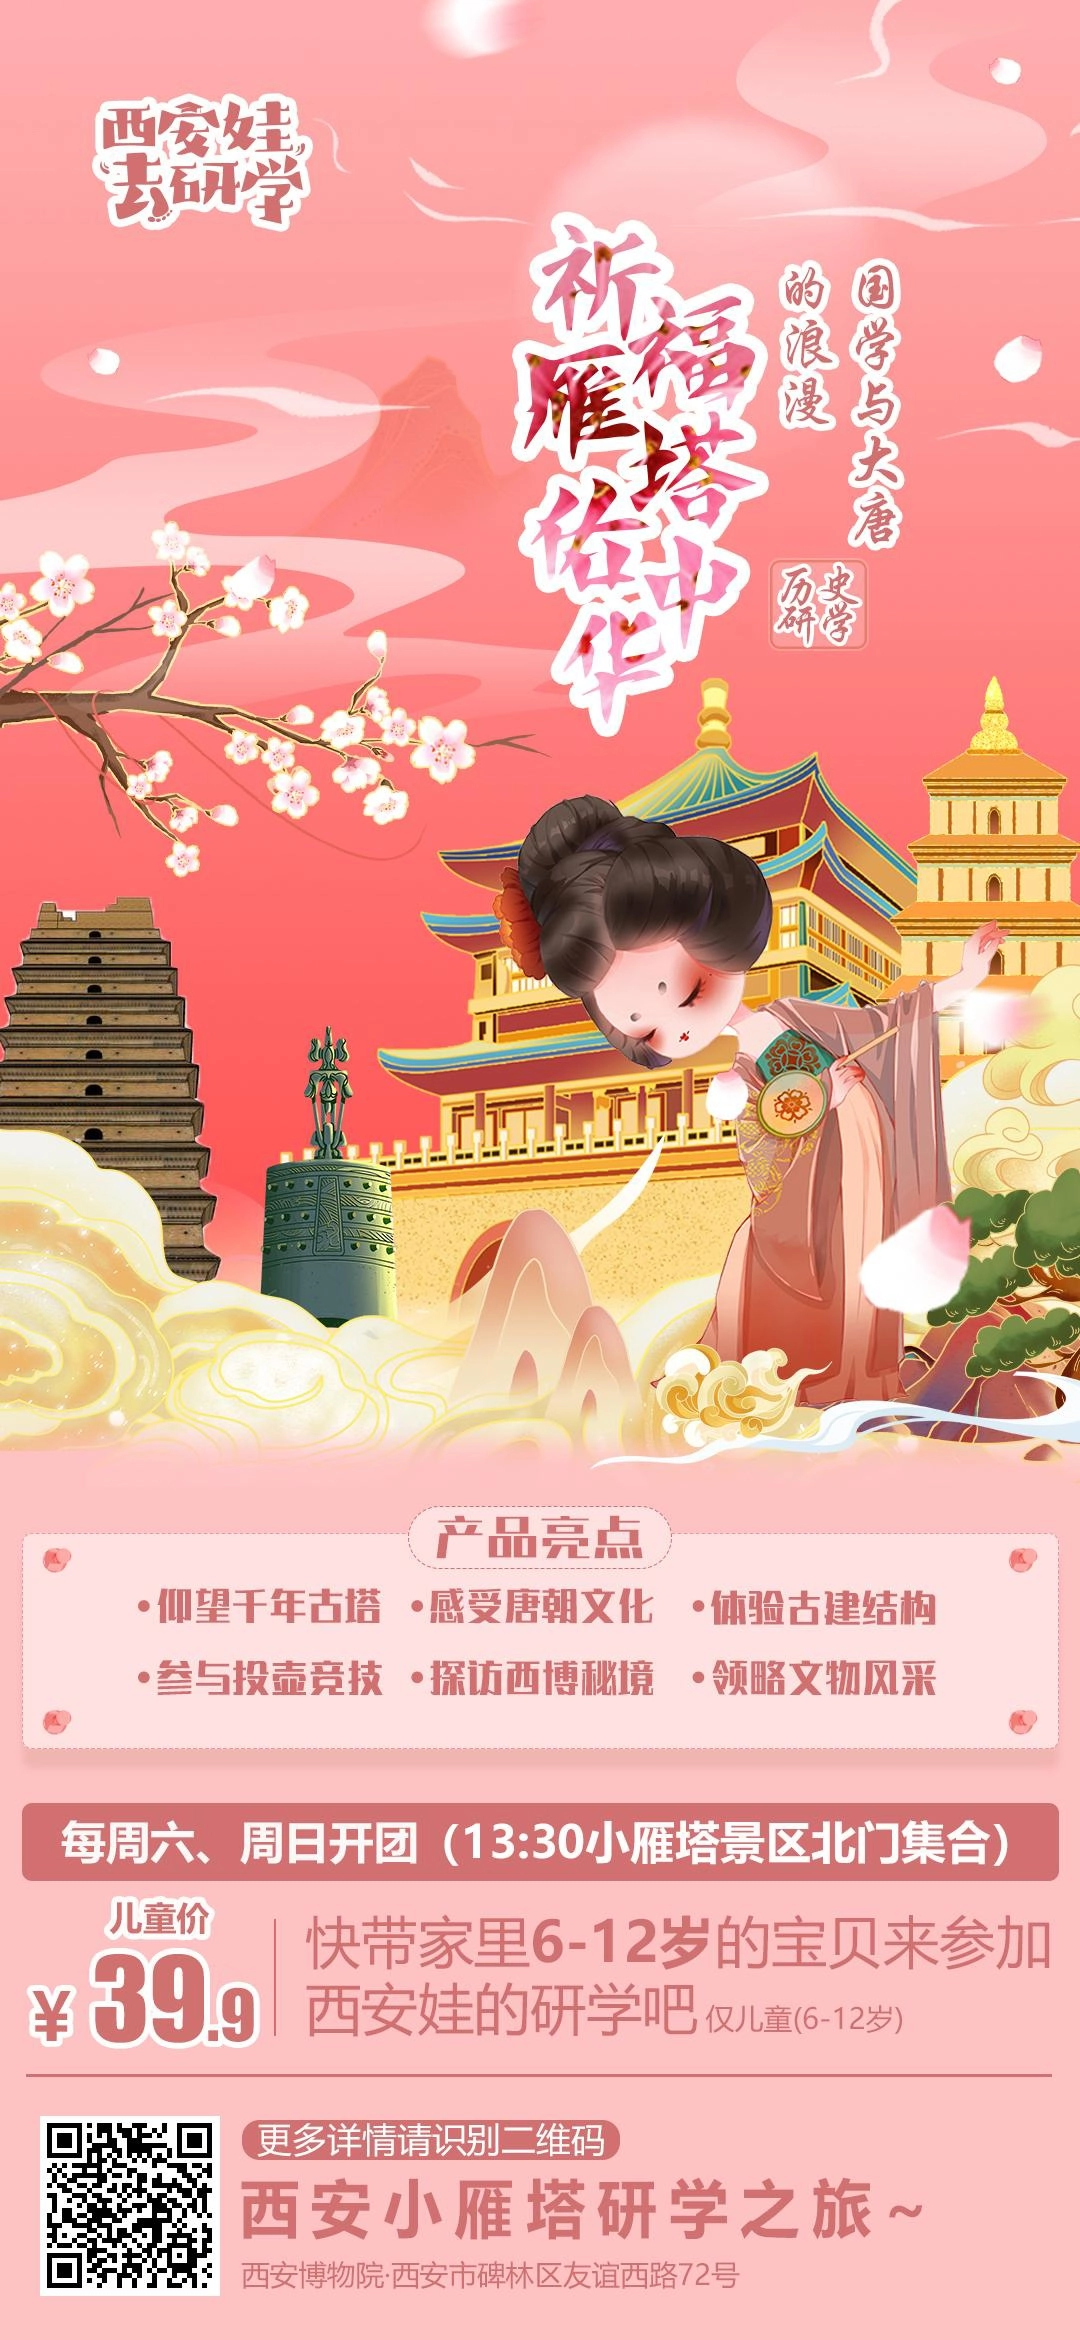 西安娃
去研学
国学与大唐
的浪漫
祈福
雁塔
佑中
华
历史
研学
产品亮点
•仰望千年古塔 •感受唐朝文化 •体验古建结构
•参与投壶竞技 •探访西博秘境 •领略文物风采
每周六、周日开团（13:30小雁塔景区北门集合）
儿童价
¥39.9
快带家里6-12岁的宝贝来参加
西安娃的研学吧 仅儿童(6-12岁)
更多详情请识别二维码
西安小雁塔研学之旅~
西安博物院·西安市碑林区友谊西路72号